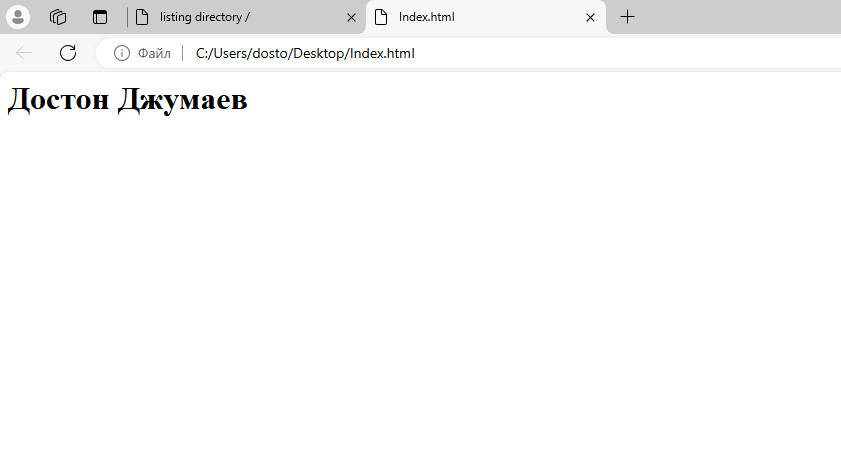 listing directory /
Index.html
Файл
C:/Users/dosto/Desktop/Index.html
Достон Джумаев